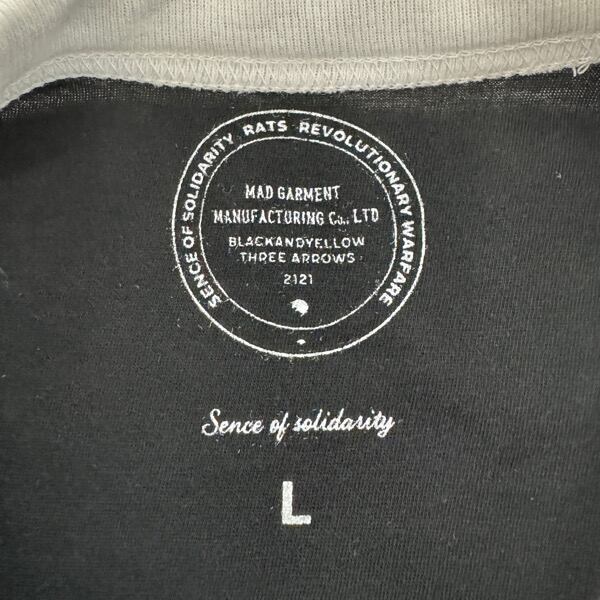 SENCE OF SOLIDARITY RATS REVOLUTIONARY WARFARE
MAD GARMENT
MANUFACTURING Co., LTD
BLACKANDYELLOW
THREE ARROWS
2121
Sence of solidarity
L